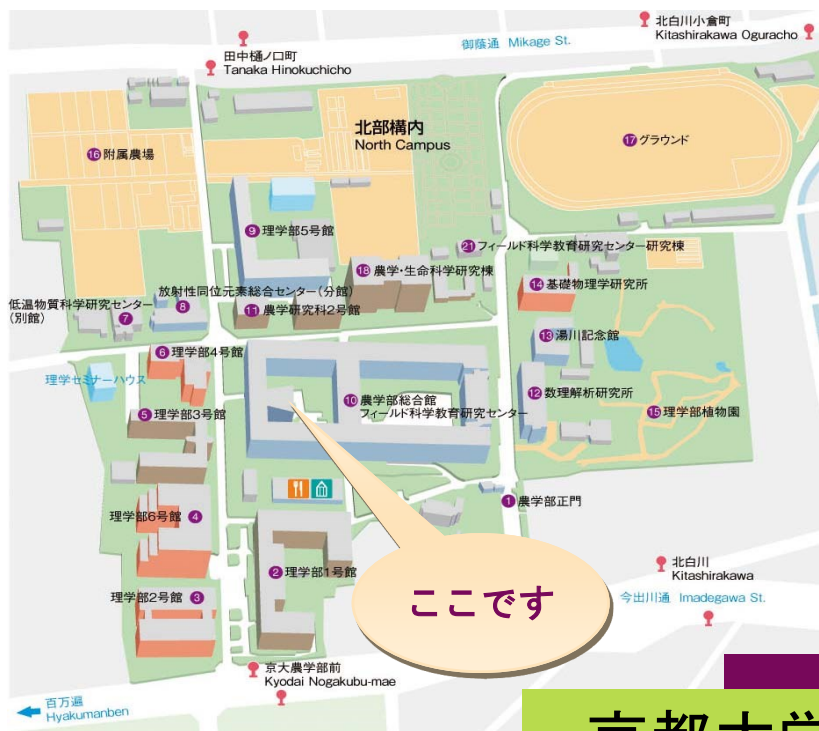 北白川小倉町
Kitashirakawa Oguracho
御蔭通 Mikage St.
田中樋ノ口町
Tanaka Hinokuchicho
北部構内
North Campus
⑯附属農場
⑰グラウンド
⑨理学部5号館
㉑フィールド科学教育研究センター研究棟
⑱農学・生命科学研究棟
⑭基礎物理学研究所
放射性同位元素総合センター(分館)
⑧
低温物質科学研究センター
(別館)
⑦
⑪農学研究科2号館
⑬湯川記念館
⑥理学部4号館
理学セミナーハウス
⑩農学部総合館
フィールド科学教育研究センター
⑫数理解析研究所
⑤理学部3号館
⑮理学部植物園
①農学部正門
理学部6号館 ④
②理学部1号館
北白川
Kitashirakawa
ここです
理学部2号館 ③
今出川通 Imadegawa St.
京大農学部前
Kyodai Nogakubu-mae
百万遍
Hyakumanben
京都大学